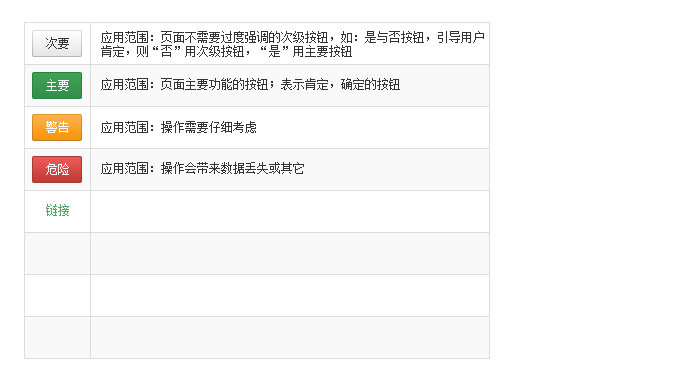 次要
应用范围：页面不需要过度强调的次级按钮，如：是与否按钮，引导用户
肯定，则“否”用次级按钮，“是”用主要按钮
主要
应用范围：页面主要功能的按钮；表示肯定，确定的按钮
警告
应用范围：操作需要仔细考虑
危险
应用范围：操作会带来数据丢失或其它
链接